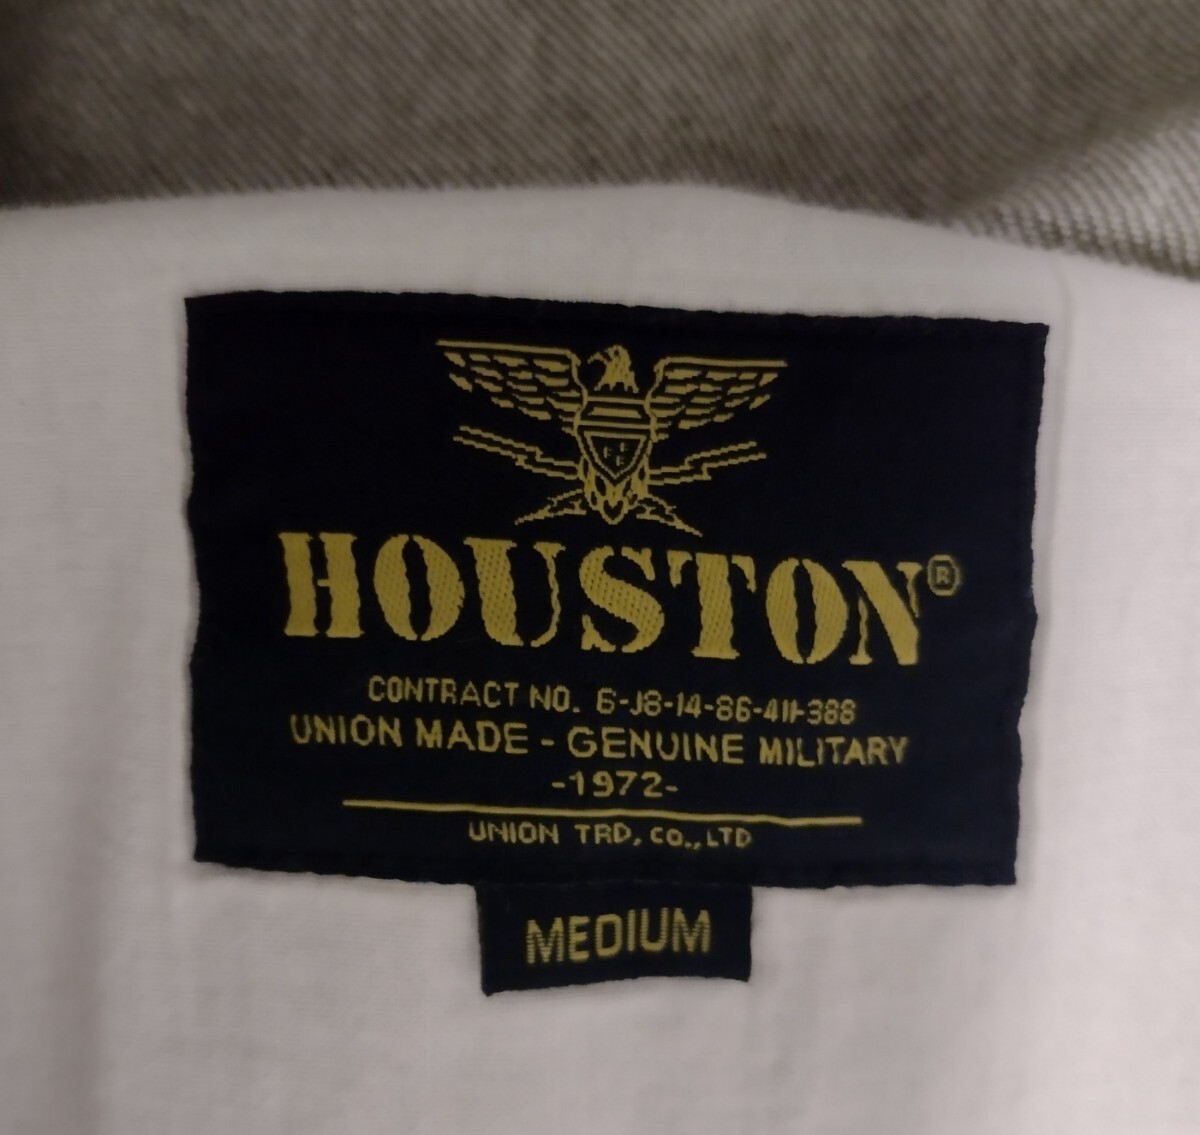 HOUSTON®
CONTRACT NO. 6-J8-14-86-411-388
UNION MADE - GENUINE MILITARY
-1972-
UNION TRD, CO., LTD
MEDIUM